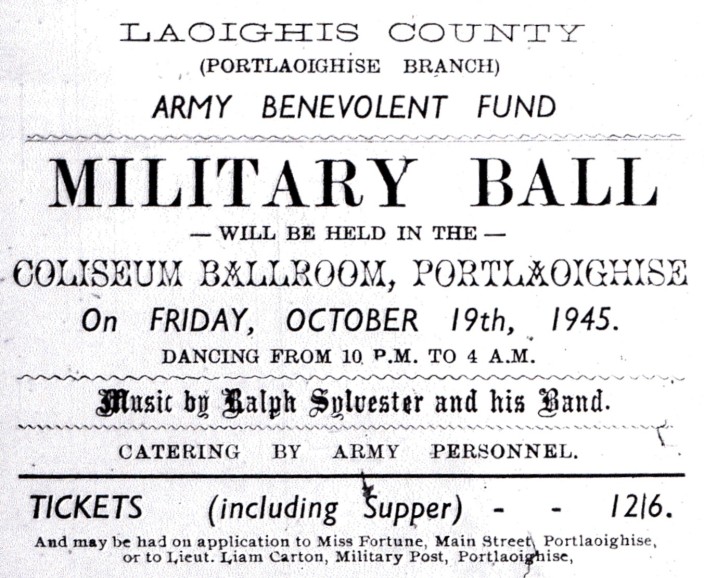 LAOIGHIS COUNTY
(PORTLAOIGHISE BRANCH)
ARMY BENEVOLENT FUND
MILITARY BALL
— WILL BE HELD IN THE —
COLISEUM BALLROOM, PORTLAOIGHISE
On FRIDAY, OCTOBER 19th, 1945.
DANCING FROM 10 P.M. TO 4 A.M.
Music by Ralph Sylvester and his Band.
CATERING BY ARMY PERSONNEL.
TICKETS (including Supper) - - 12/6.
And may be had on application to Miss Fortune, Main Street, Portlaoighise,
or to Lieut. Liam Carton, Military Post, Portlaoighise,